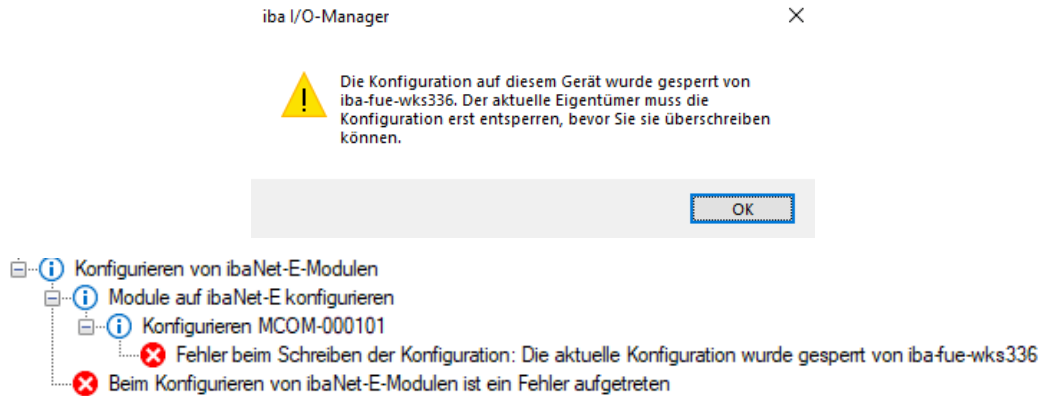 iba I/O-Manager
Die Konfiguration auf diesem Gerät wurde gesperrt von
iba-fue-wks336. Der aktuelle Eigentümer muss die
Konfiguration erst entsperren, bevor Sie sie überschreiben
können.
OK
Konfigurieren von ibaNet-E-Modulen
Module auf ibaNet-E konfigurieren
Konfigurieren MCOM-000101
Fehler beim Schreiben der Konfiguration: Die aktuelle Konfiguration wurde gesperrt von iba-fue-wks336
Beim Konfigurieren von ibaNet-E-Modulen ist ein Fehler aufgetreten